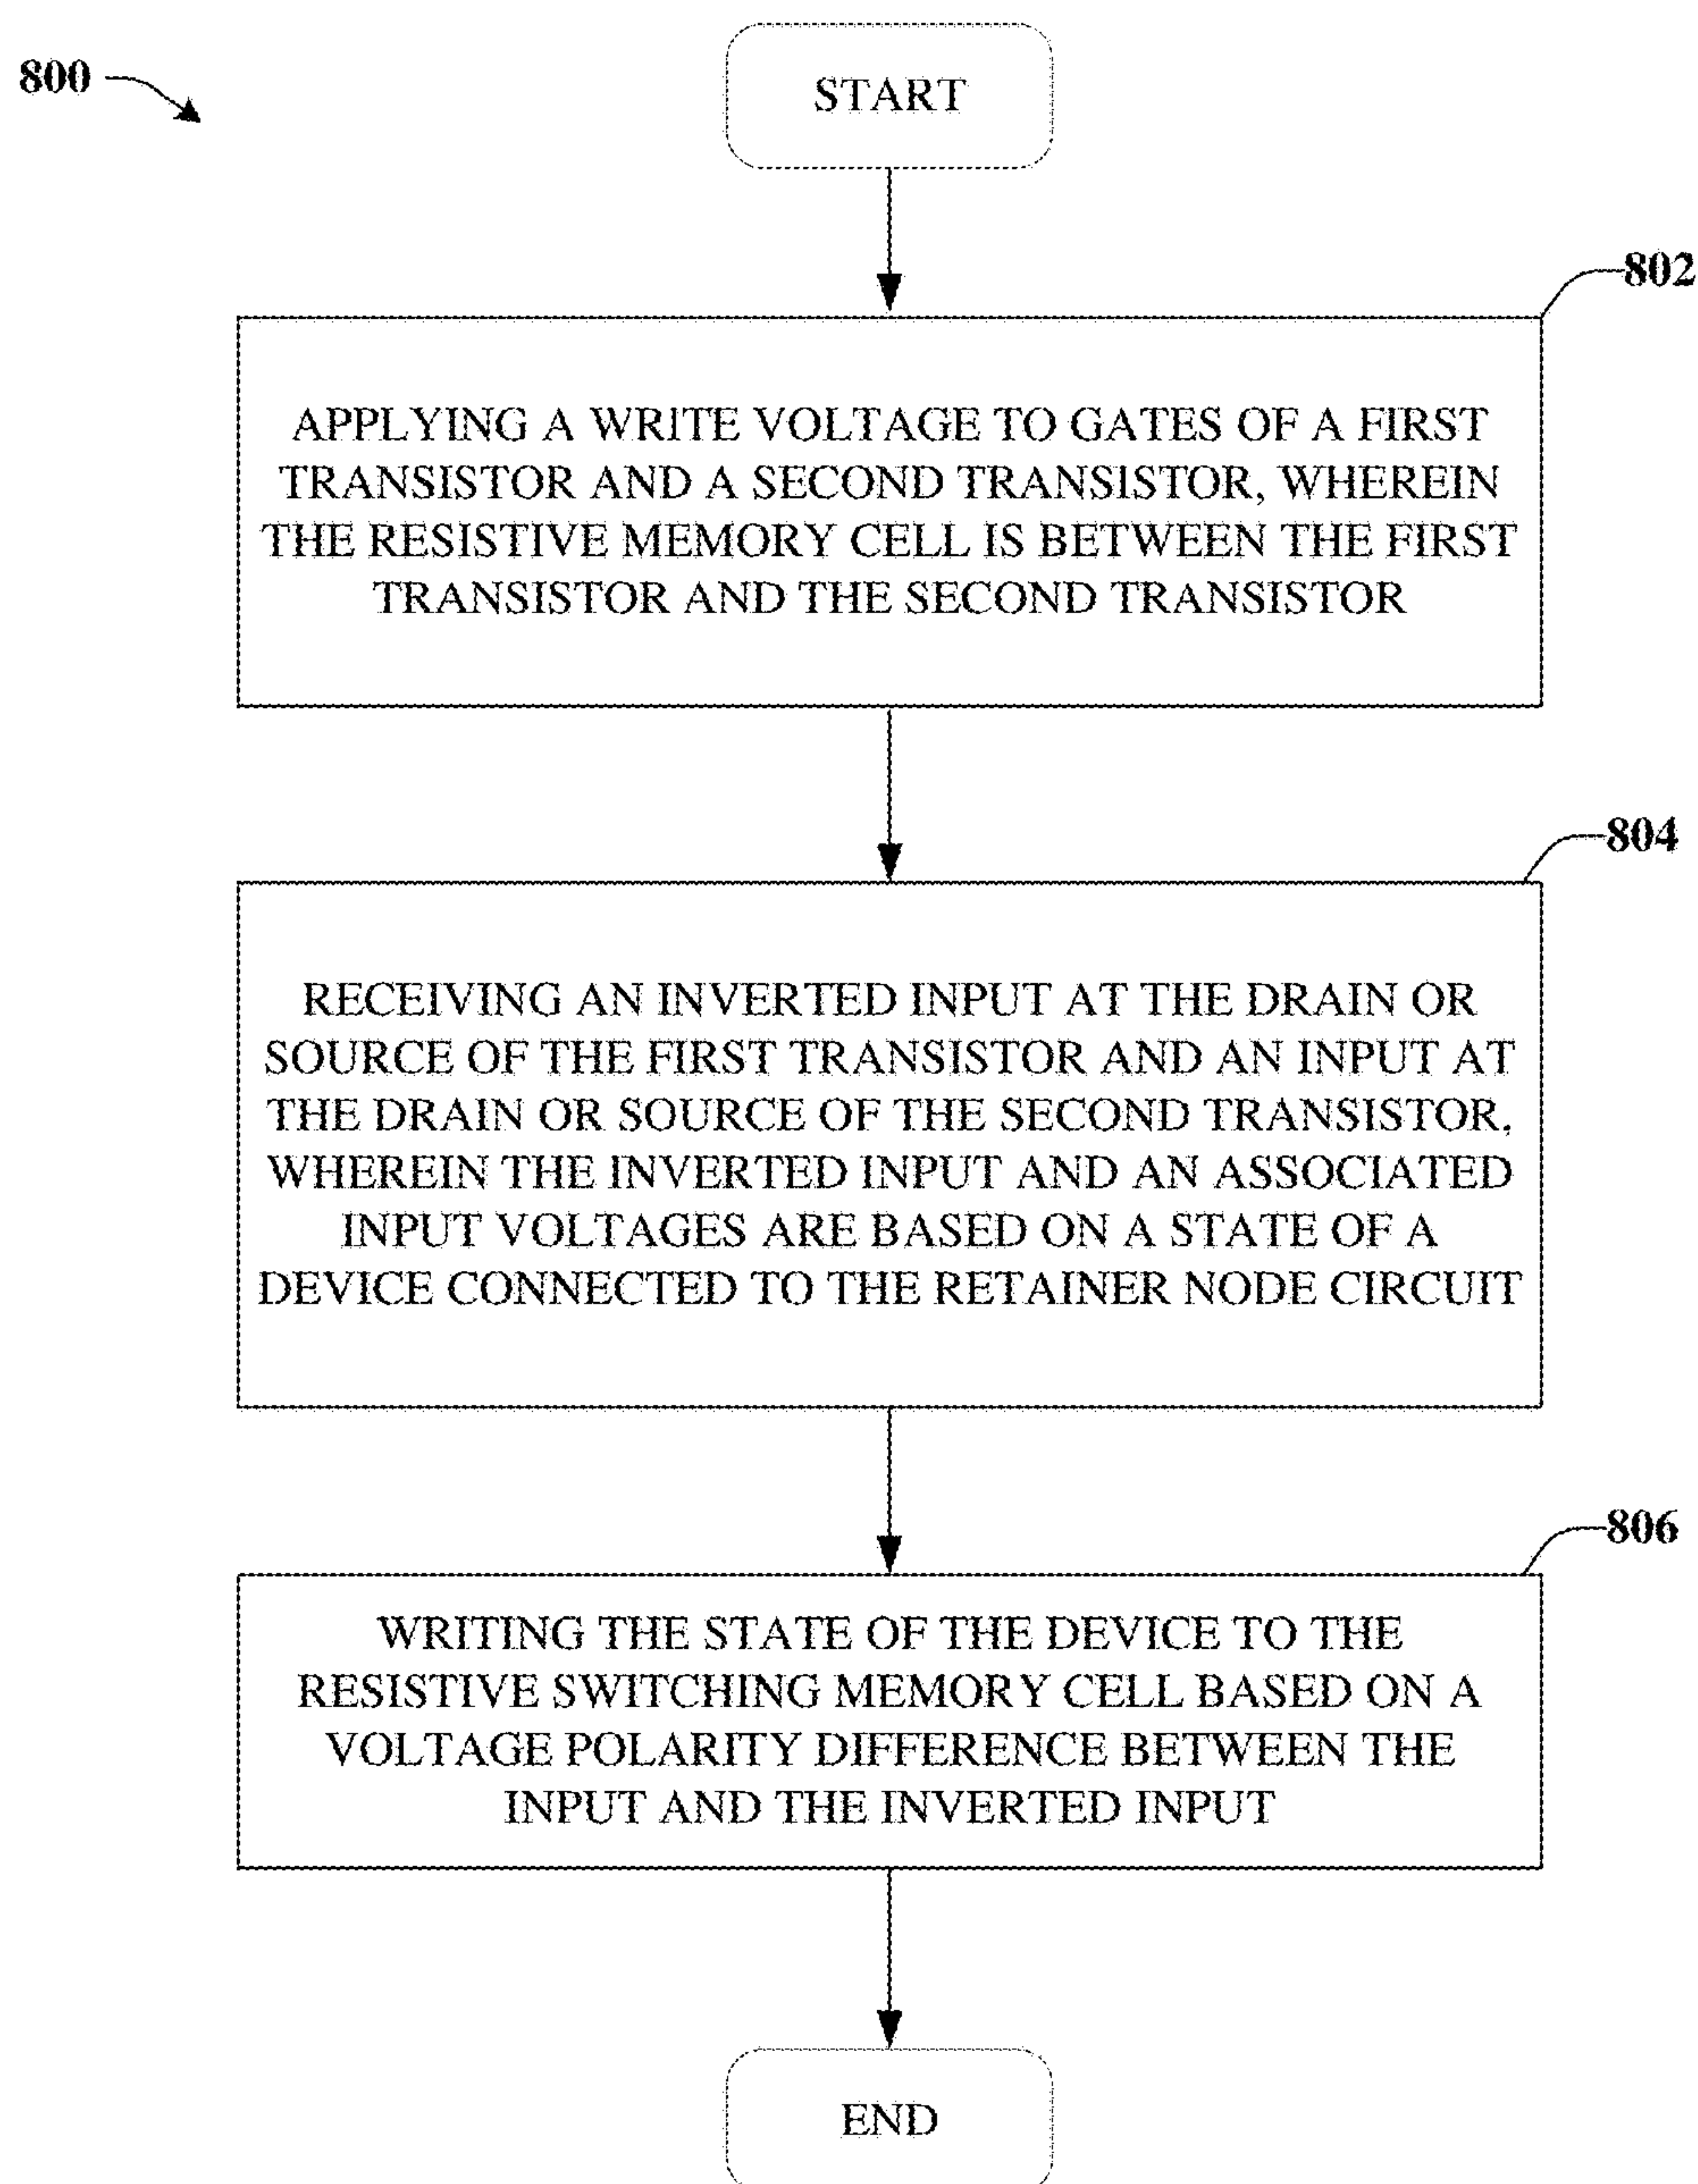 800
START
802
APPLYING A WRITE VOLTAGE TO GATES OF A FIRST
TRANSISTOR AND A SECOND TRANSISTOR, WHEREIN
THE RESISTIVE MEMORY CELL IS BETWEEN THE FIRST
TRANSISTOR AND THE SECOND TRANSISTOR
804
RECEIVING AN INVERTED INPUT AT THE DRAIN OR
SOURCE OF THE FIRST TRANSISTOR AND AN INPUT AT
THE DRAIN OR SOURCE OF THE SECOND TRANSISTOR,
WHEREIN THE INVERTED INPUT AND AN ASSOCIATED
INPUT VOLTAGES ARE BASED ON A STATE OF A
DEVICE CONNECTED TO THE RETAINER NODE CIRCUIT
806
WRITING THE STATE OF THE DEVICE TO THE
RESISTIVE SWITCHING MEMORY CELL BASED ON A
VOLTAGE POLARITY DIFFERENCE BETWEEN THE
INPUT AND THE INVERTED INPUT
END